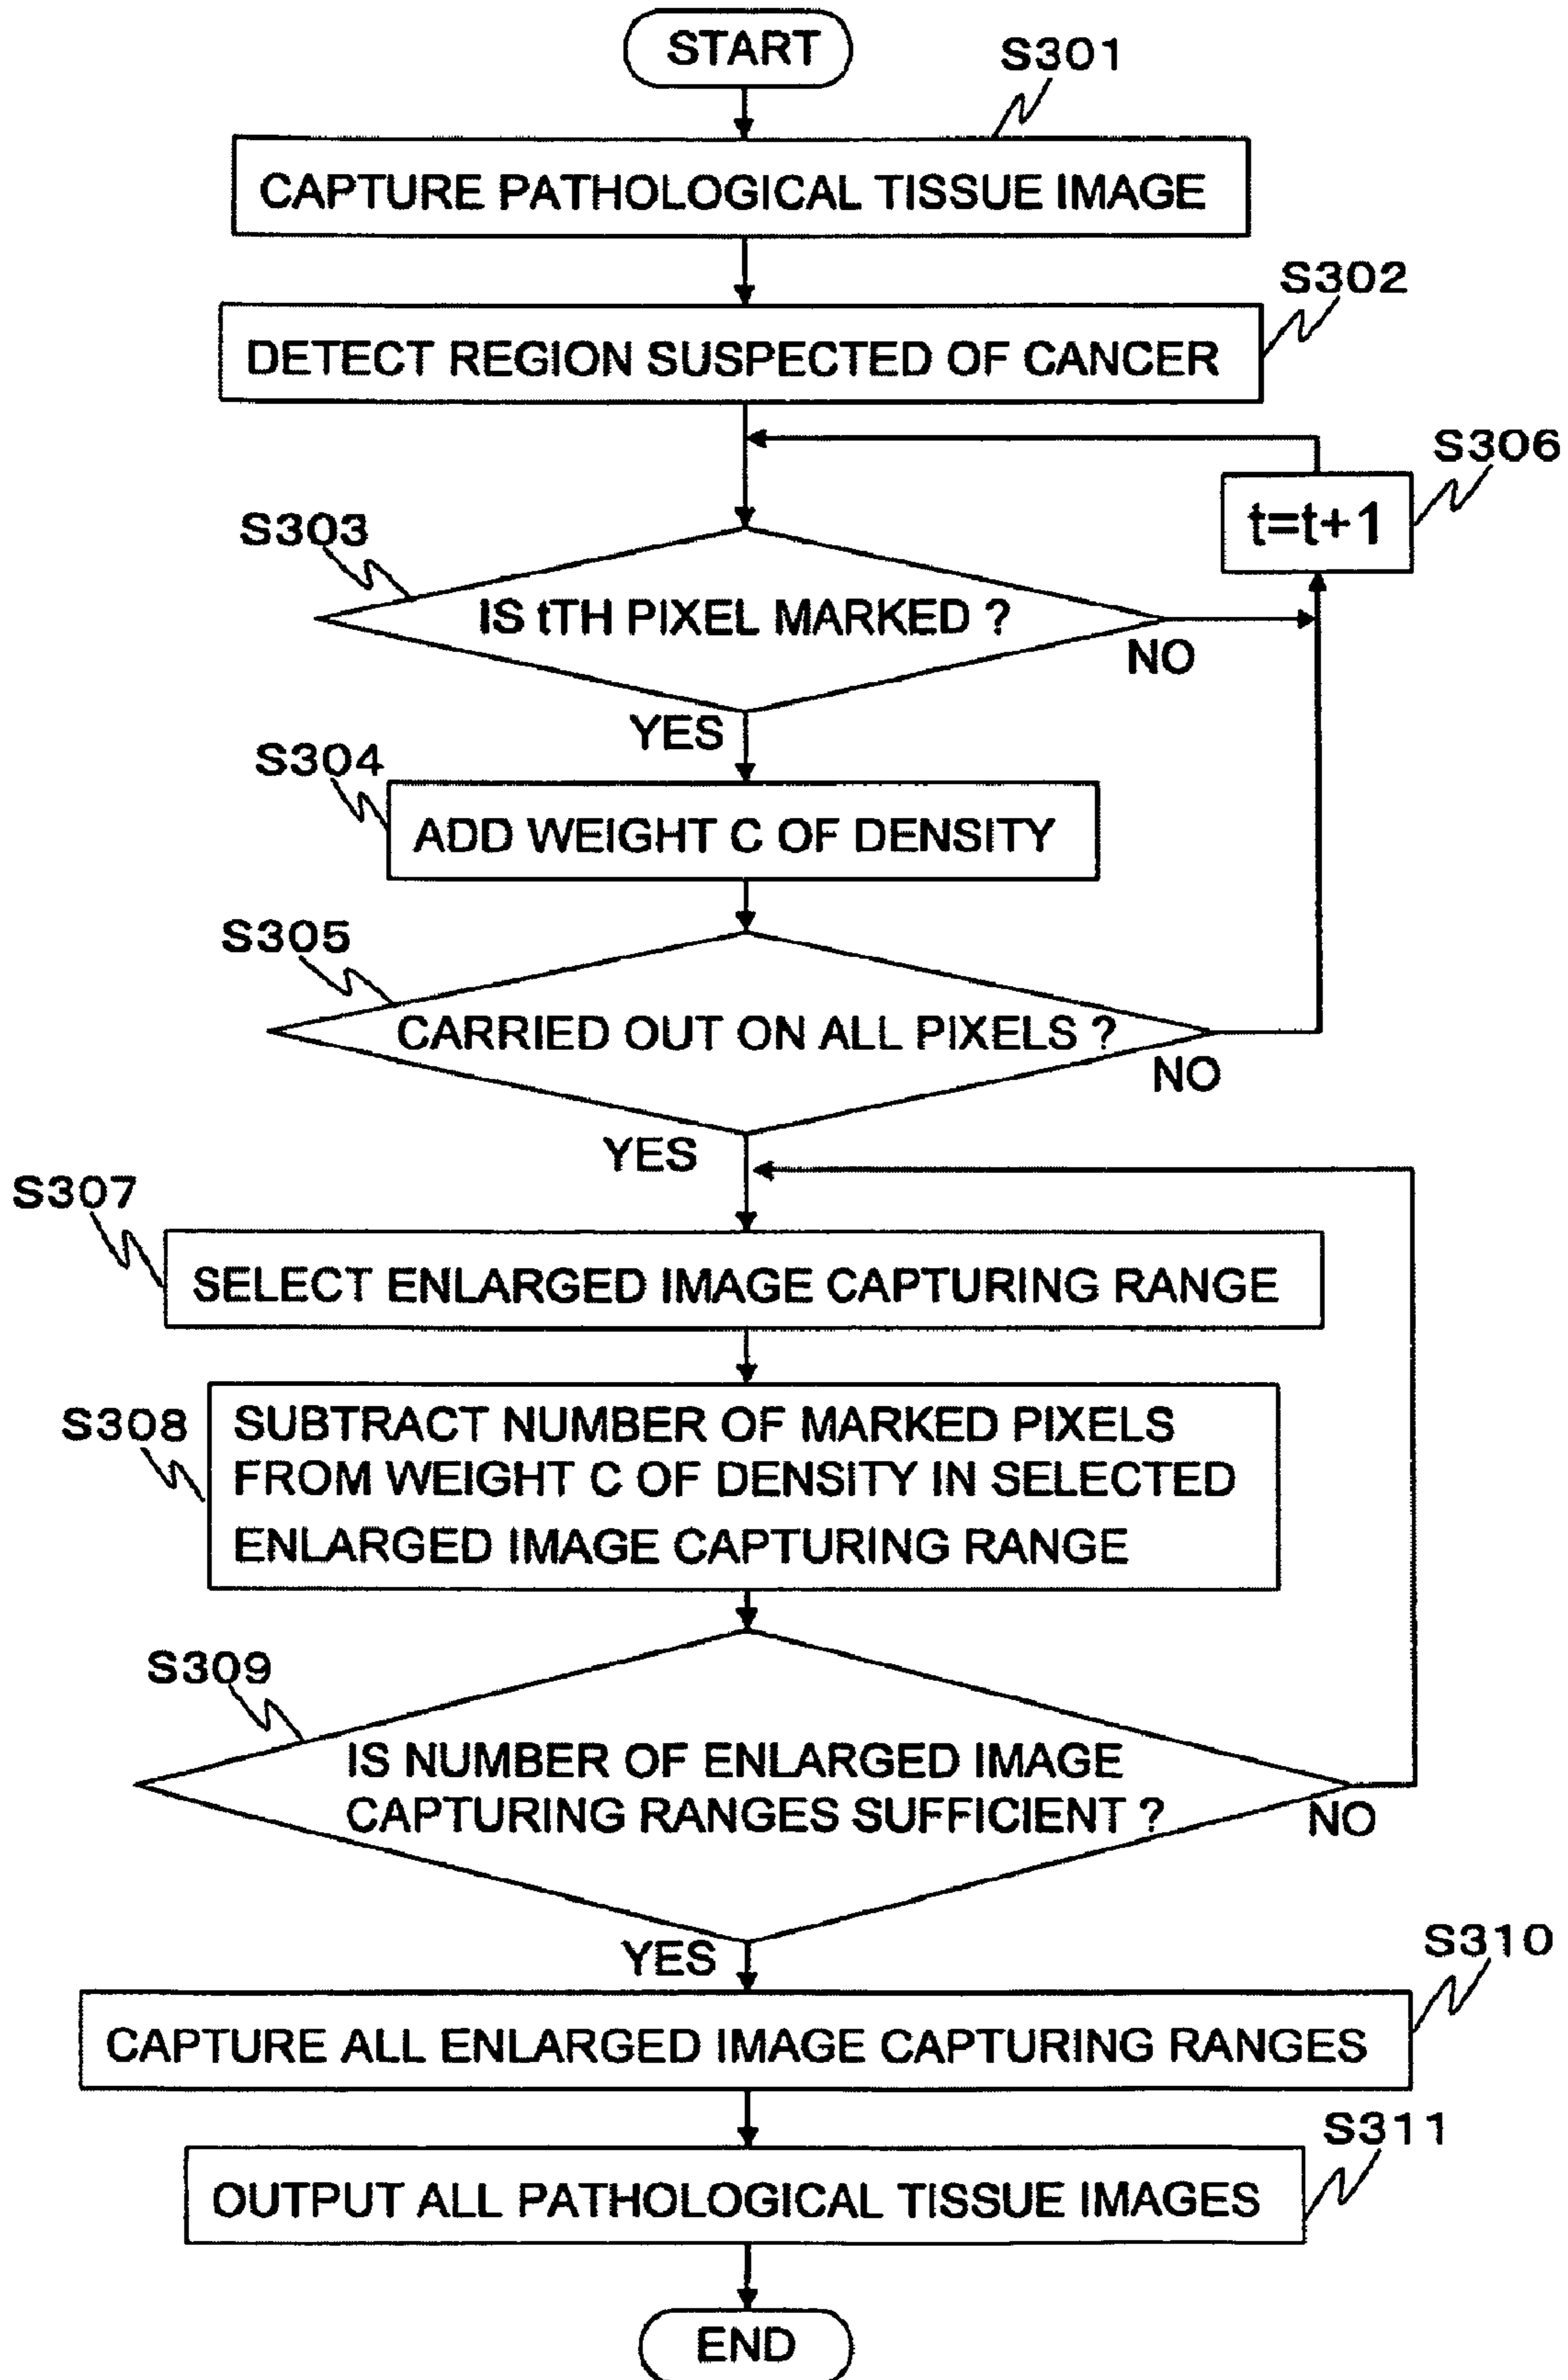 START
S301
CAPTURE PATHOLOGICAL TISSUE IMAGE
S302
DETECT REGION SUSPECTED OF CANCER
S306
t=t+1
S303
IS tTH PIXEL MARKED ?
NO
YES
S304
ADD WEIGHT C OF DENSITY
S305
CARRIED OUT ON ALL PIXELS ?
NO
YES
S307
SELECT ENLARGED IMAGE CAPTURING RANGE
S308
SUBTRACT NUMBER OF MARKED PIXELS
FROM WEIGHT C OF DENSITY IN SELECTED
ENLARGED IMAGE CAPTURING RANGE
S309
IS NUMBER OF ENLARGED IMAGE
CAPTURING RANGES SUFFICIENT ?
NO
YES
S310
CAPTURE ALL ENLARGED IMAGE CAPTURING RANGES
S311
OUTPUT ALL PATHOLOGICAL TISSUE IMAGES
END